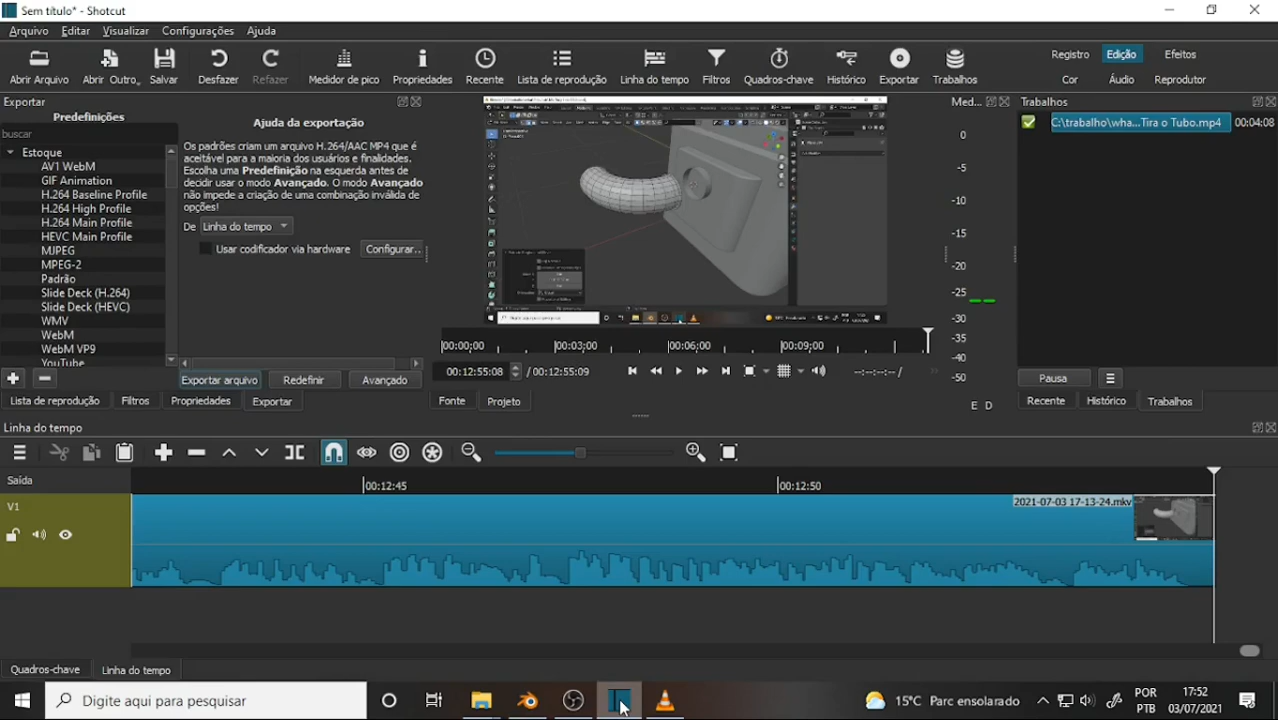 Sem título* - Shotcut
Arquivo Editar Visualizar Configurações Ajuda
Abrir Arquivo Abrir Outro... Salvar Desfazer Refazer Medidor de pico Propriedades Recente Lista de reprodução Linha do tempo Filtros Quadros-chave Histórico Exportar Trabalhos
Registro Edição Efeitos
Cor Áudio Reprodutor
Exportar
Predefinições
buscar
Estoque
AV1 WebM
GIF Animation
H.264 Baseline Profile
H.264 High Profile
H.264 Main Profile
HEVC Main Profile
MJPEG
MPEG-2
Padrão
Slide Deck (H.264)
Slide Deck (HEVC)
WMV
WebM
WebM VP9
YouTube
Ajuda da exportação
Os padrões criam um arquivo H.264/AAC MP4 que é
aceitável para a maioria dos usuários e finalidades.
Escolha uma Predefinição na esquerda antes de
decidir usar o modo Avançado. O modo Avançado
não impede a criação de uma combinação inválida de
opções!
De Linha do tempo
Usar codificador via hardware Configurar..
Exportar arquivo Redefinir Avançado
Lista de reprodução Filtros Propriedades Exportar
00:00:00 00:03:00 00:06:00 00:09:00
00:12:55:08 / 00:12:55:09 --:--:--:-- /
Fonte Projeto
Med...
0
-5
-10
-15
-20
-25
-30
-35
-40
-50
E D
Trabalhos
C:\trabalho\wha...Tira o Tubo.mp4 00:04:08
Pausa
Recente Histórico Trabalhos
Linha do tempo
Saída
00:12:45 00:12:50
V1
2021-07-03 17-13-24.mkv
Quadros-chave Linha do tempo
Digite aqui para pesquisar
15°C Parc ensolarado
POR
PTB
17:52
03/07/2021